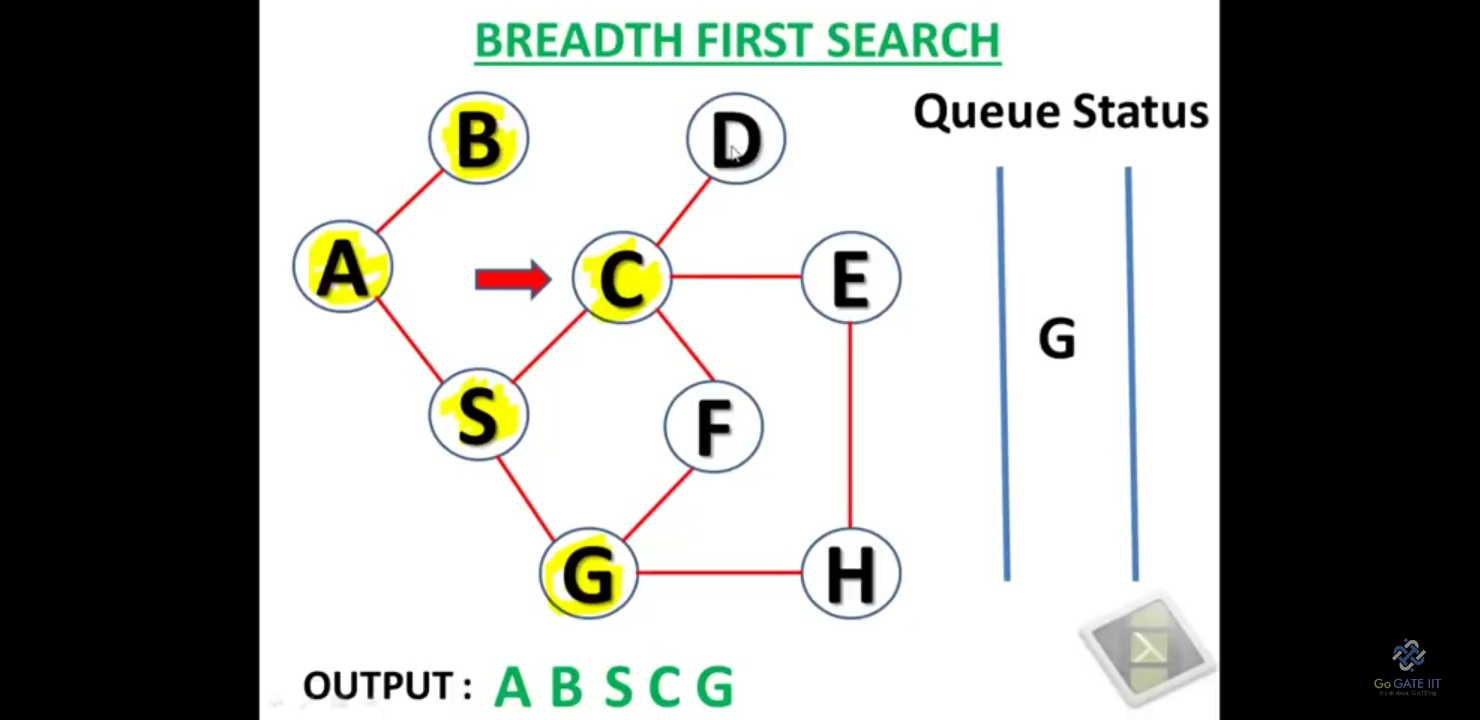 BREADTH FIRST SEARCH
Queue Status
B
D
A
C
E
G
S
F
G
H
OUTPUT : A B S C G
Go GATE IIT